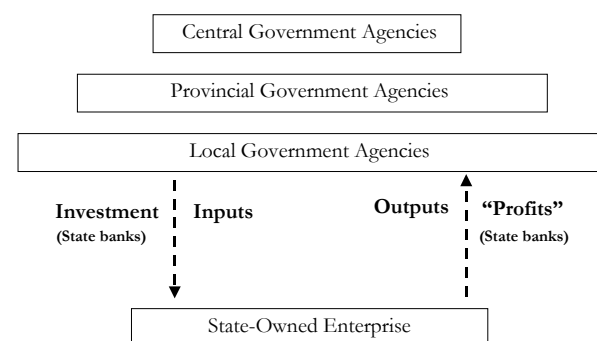 Central Government Agencies
Provincial Government Agencies
Local Government Agencies
Investment
(State banks)
Inputs
Outputs
“Profits”
(State banks)
State-Owned Enterprise